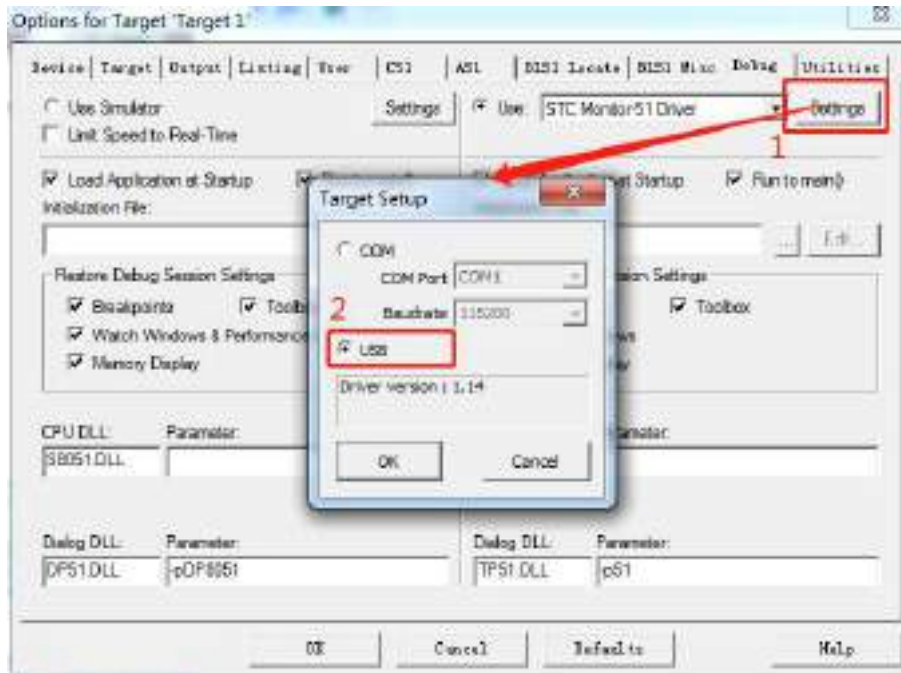 Options for Target 'Target 1'
Device | Target | Output | Listing | User | C51 | A51 | BL51 Locate | BL51 Misc Debug | Utilities
Use Simulator Settings Use: STC Monitor-51 Driver Settings
Limit Speed to Real-Time
1
Load Application at Startup at Startup Run to main()
Initialization File:
... Edit...
Target Setup
COM
COM Port COM1
Baudrate 115200
2
USB
Driver version : 1.14
OK Cancel
Restore Debug Session Settings Session Settings
Breakpoints Toolbox
Watch Windows & Performance
Memory Display
CPU DLL: Parameter:
S8051.DLL
Dialog DLL: Parameter: Dialog DLL: Parameter:
DP51.DLL -pDP8051 TP51.DLL -p51
OK Cancel Defaults Help